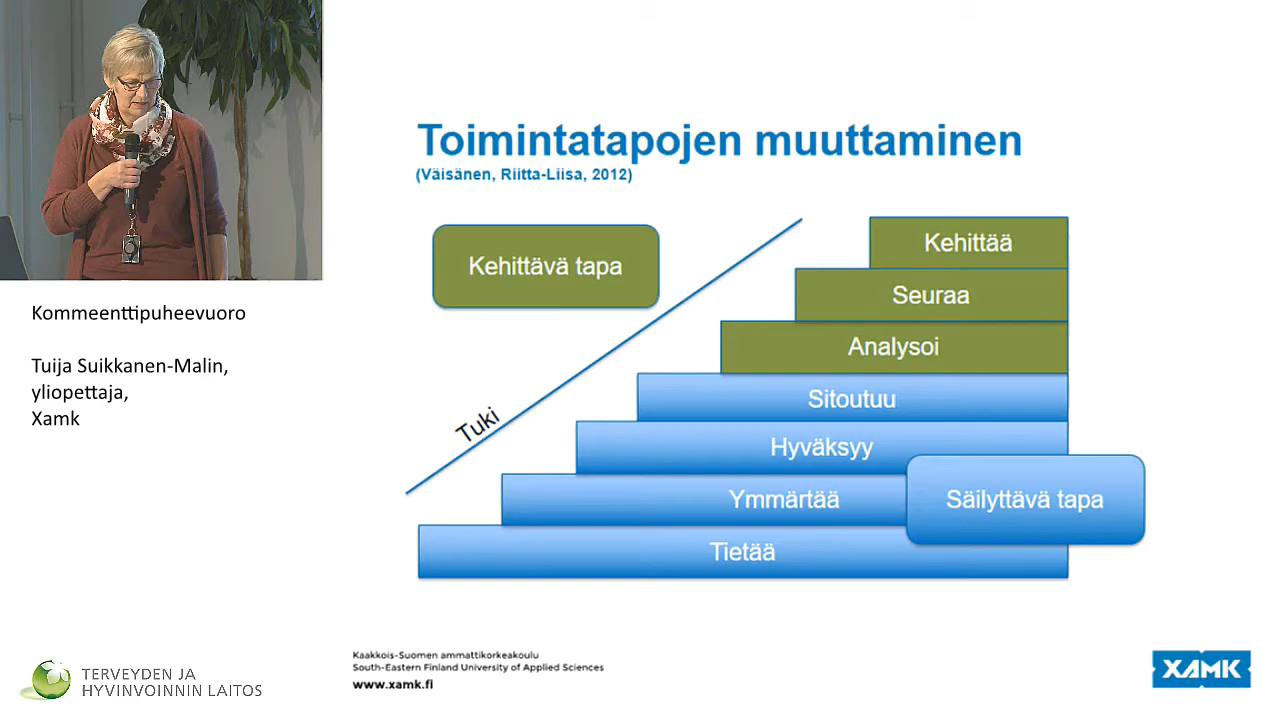 Toimintatapojen muuttaminen
(Väisänen, Riitta-Liisa, 2012)
Kehittävä tapa
Tuki
Kehittää
Seuraa
Analysoi
Sitoutuu
Hyväksyy
Ymmärtää
Säilyttävä tapa
Tietää
Kommeenttipuheevuoro
Tuija Suikkanen-Malin,
yliopettaja,
Xamk
TERVEYDEN JA
HYVINVOINNIN LAITOS
Kaakkois-Suomen ammattikorkeakoulu
South-Eastern Finland University of Applied Sciences
www.xamk.fi
XAMK